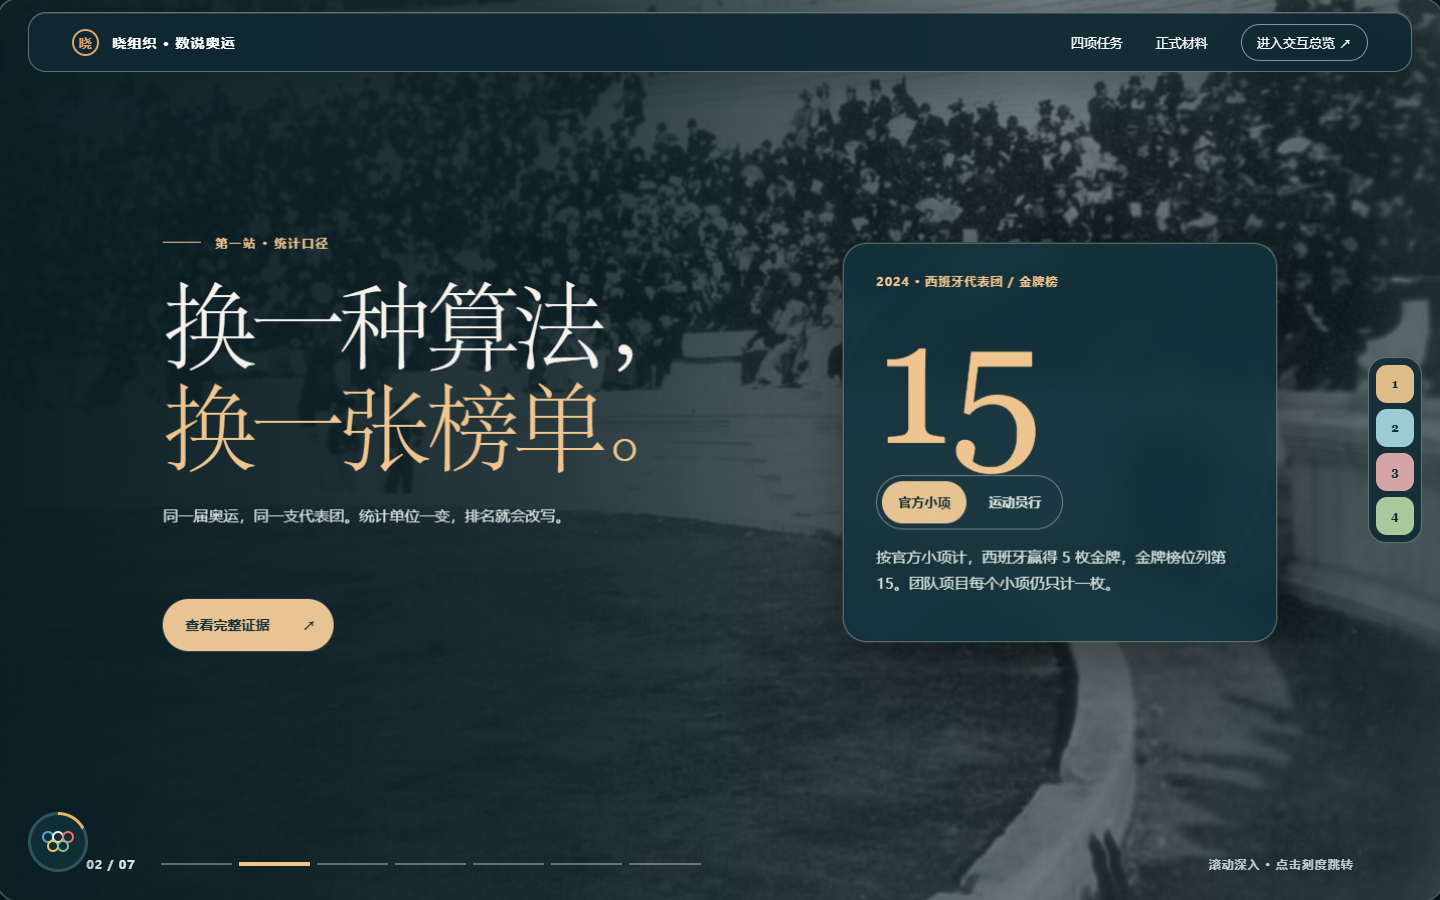 晓
晓组织 • 数说奥运
四项任务
正式材料
进入交互总览 ↗
第一站 • 统计口径
换一种算法，
换一张榜单。
同一届奥运，同一支代表团。统计单位一变，排名就会改写。
查看完整证据 ↗
2024 • 西班牙代表团 / 金牌榜
15
官方小项
运动员行
按官方小项计，西班牙赢得 5 枚金牌，金牌榜位列第
15。团队项目每个小项仍只计一枚。
1
2
3
4
02 / 07
滚动深入 • 点击刻度跳转